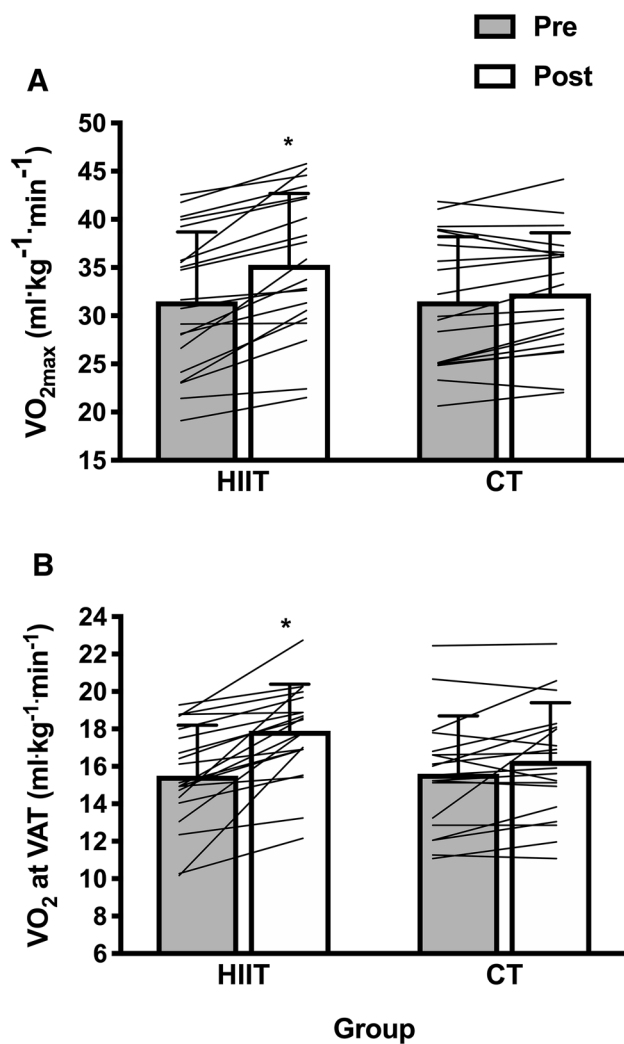 Pre
Post
A
VO2max (ml·kg-1·min-1)
50
45
40
35
30
25
20
15
*
HIIT
CT
B
VO2 at VAT (ml·kg-1·min-1)
24
22
20
18
16
14
12
10
8
6
*
HIIT
CT
Group